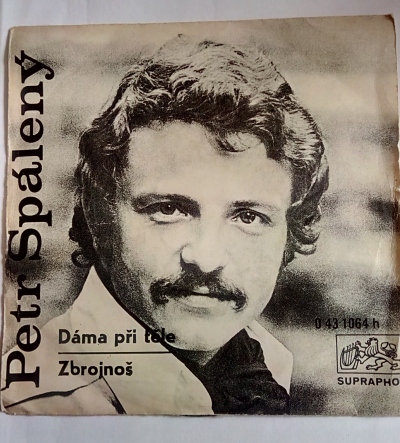 Petr Spálený
Dáma při těle
Zbrojnoš
0 43 1064 h
SUPRAPHO